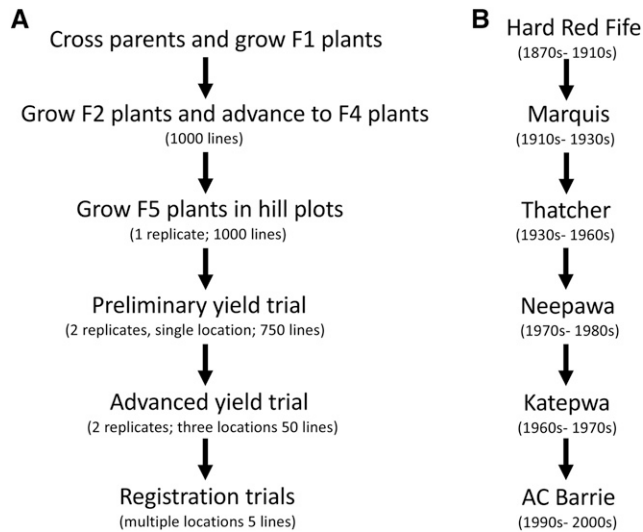 A
Cross parents and grow F1 plants
Grow F2 plants and advance to F4 plants
(1000 lines)
Grow F5 plants in hill plots
(1 replicate; 1000 lines)
Preliminary yield trial
(2 replicates, single location; 750 lines)
Advanced yield trial
(2 replicates; three locations 50 lines)
Registration trials
(multiple locations 5 lines)
B
Hard Red Fife
(1870s- 1910s)
Marquis
(1910s- 1930s)
Thatcher
(1930s- 1960s)
Neepawa
(1970s- 1980s)
Katepwa
(1960s- 1970s)
AC Barrie
(1990s- 2000s)